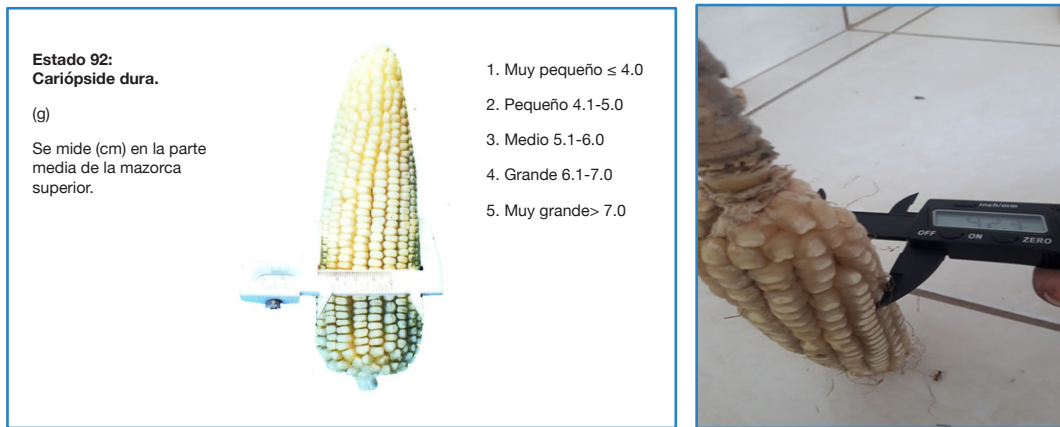 Estado 92:
Cariópside dura.
(g)
Se mide (cm) en la parte
media de la mazorca
superior.
1. Muy pequeño ≤ 4.0
2. Pequeño 4.1-5.0
3. Medio 5.1-6.0
4. Grande 6.1-7.0
5. Muy grande> 7.0
inch/mm
OFF
ON
ZERO